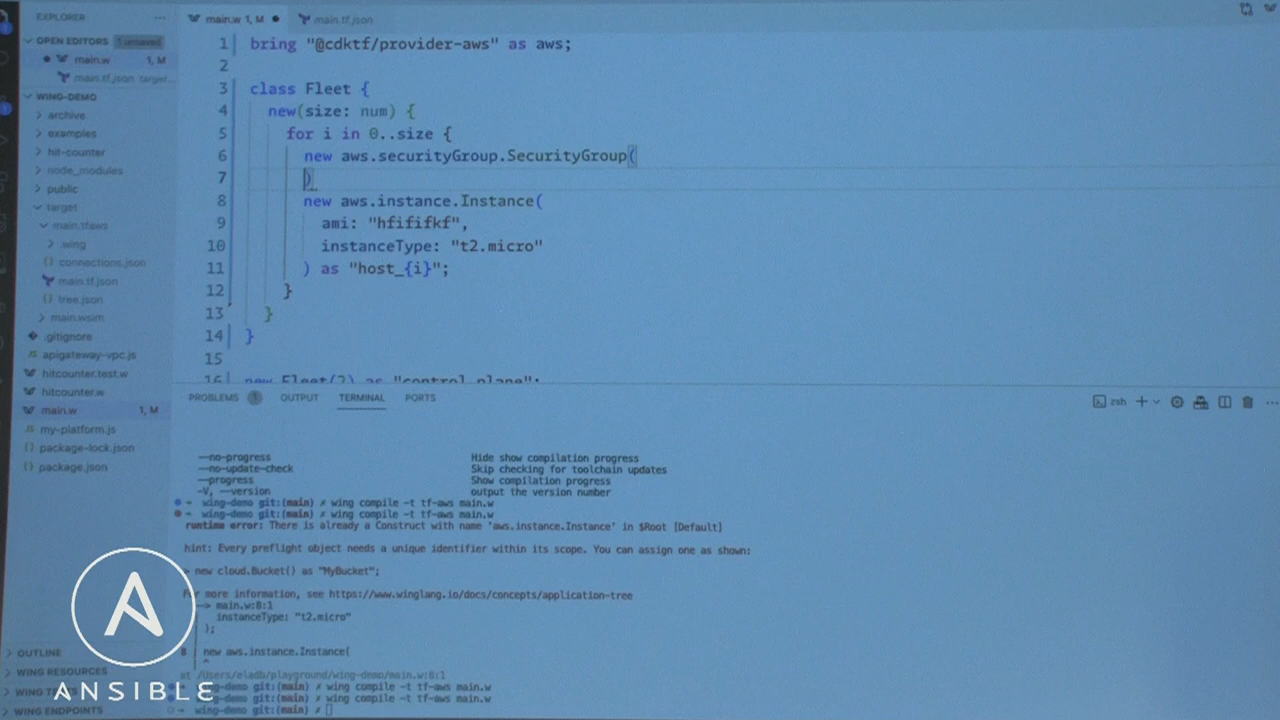 EXPLORER
OPEN EDITORS 1 unsaved
main.w 1, M
main.tf.json target...
WING-DEMO
archive
examples
hit-counter
node_modules
public
target
main.tfaws
.wing
connections.json
main.tf.json
tree.json
main.wsim
.gitignore
apigateway-vpc.js
hitcounter.test.w
hitcounter.w
main.w 1, M
my-platform.js
package-lock.json
package.json
OUTLINE
WING RESOURCES
WING ENDPOINTS
main.w 1, M
main.tf.json
1 bring "@cdktf/provider-aws" as aws;
2
3 class Fleet {
4 new(size: num) {
5 for i in 0..size {
6 new aws.securityGroup.SecurityGroup(
7 )
8 new aws.instance.Instance(
9 ami: "hfififkf",
10 instanceType: "t2.micro"
11 ) as "host_{i}";
12 }
13 }
14 }
15
16 new Fleet(2) as "control plane";
PROBLEMS 1 OUTPUT TERMINAL PORTS
zsh
--no-progress Hide show compilation progress
--no-update-check Skip checking for toolchain updates
--progress Show compilation progress
-V, --version output the version number
→ wing-demo git:(main) ✗ wing compile -t tf-aws main.w
→ wing-demo git:(main) ✗ wing compile -t tf-aws main.w
runtime error: There is already a Construct with name 'aws.instance.Instance' in $Root [Default]
hint: Every preflight object needs a unique identifier within its scope. You can assign one as shown:
> new cloud.Bucket() as "MyBucket";
For more information, see https://www.winglang.io/docs/concepts/application-tree
--> main.w:8:1
instanceType: "t2.micro"
);
8 | new aws.instance.Instance(
^
at /Users/eladb/playground/wing-demo/main.w:8:1
wing-demo git:(main) ✗ wing compile -t tf-aws main.w
wing-demo git:(main) ✗ wing compile -t tf-aws main.w
→ wing-demo git:(main) ✗
A
ANSIBLE